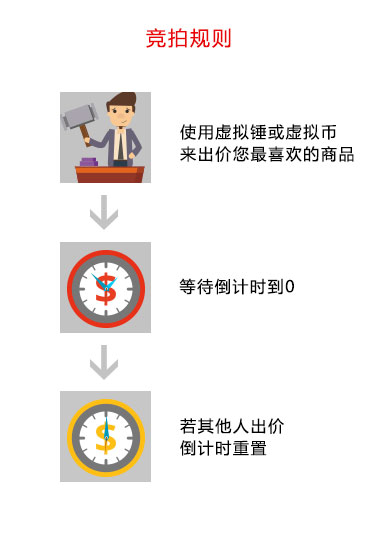 竞拍规则
使用虚拟锤或虚拟币
来出价您最喜欢的商品
$
等待倒计时到0
$
若其他人出价
倒计时重置